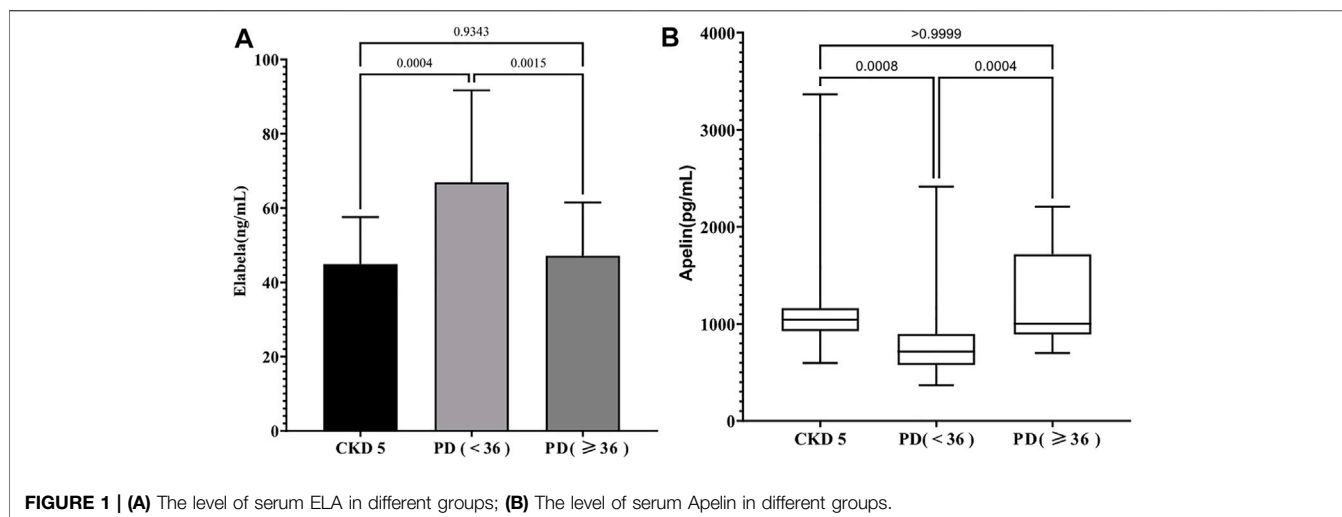 A
0.9343
0.0004
0.0015
100
80
60
40
20
0
Elabela(ng/mL)
CKD 5
PD ( < 36 )
PD( ≥ 36 )
B
>0.9999
0.0008
0.0004
4000
3000
2000
1000
0
Apelin(pg/mL)
CKD 5
PD( < 36 )
PD( ≥ 36 )
FIGURE 1 | (A) The level of serum ELA in different groups; (B) The level of serum Apelin in different groups.